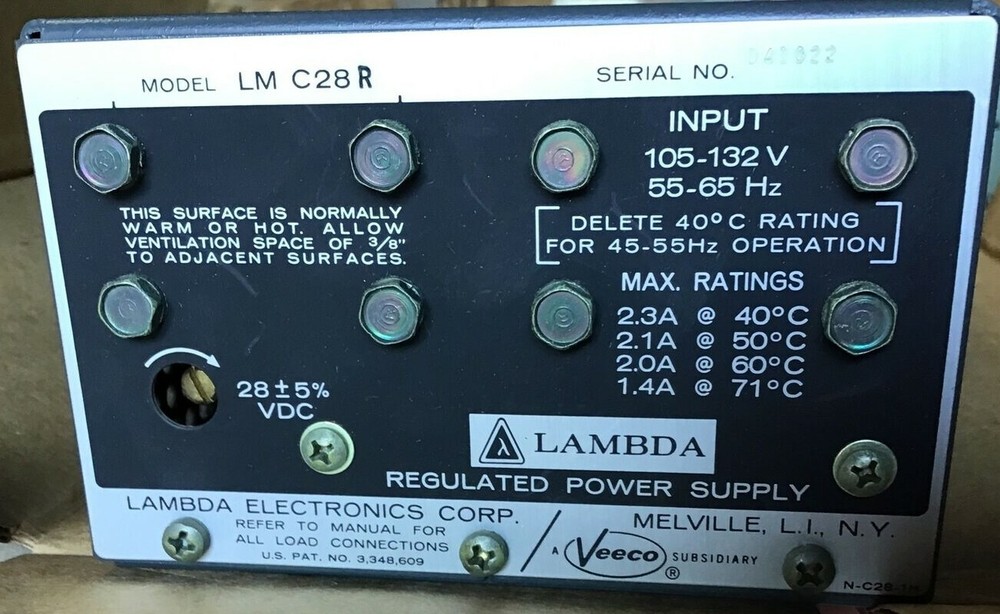 MODEL LM C28 R
SERIAL NO.
INPUT
105-132 V
55-65 Hz
DELETE 40°C RATING
FOR 45-55Hz OPERATION
THIS SURFACE IS NORMALLY
WARM OR HOT. ALLOW
VENTILATION SPACE OF 3/8"
TO ADJACENT SURFACES.
MAX. RATINGS
2.3A @ 40°C
2.1A @ 50°C
2.0A @ 60°C
1.4A @ 71°C
28±5%
VDC
λ LAMBDA
REGULATED POWER SUPPLY
LAMBDA ELECTRONICS CORP. / MELVILLE, L.I., N.Y.
REFER TO MANUAL FOR
ALL LOAD CONNECTIONS
U.S. PAT. NO. 3,348,609
A Veeco ® SUBSIDIARY